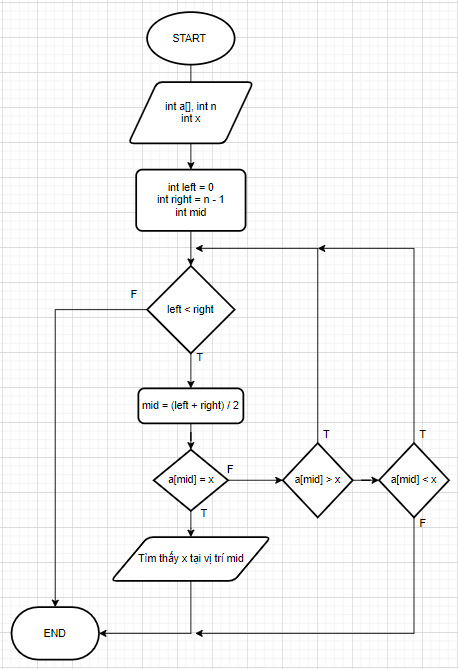 START
int a[], int n
int x
int left = 0
int right = n - 1
int mid
F
left < right
T
mid = (left + right) / 2
T
T
a[mid] = x
F
a[mid] > x
a[mid] < x
T
F
Tìm thấy x tại vị trí mid
END